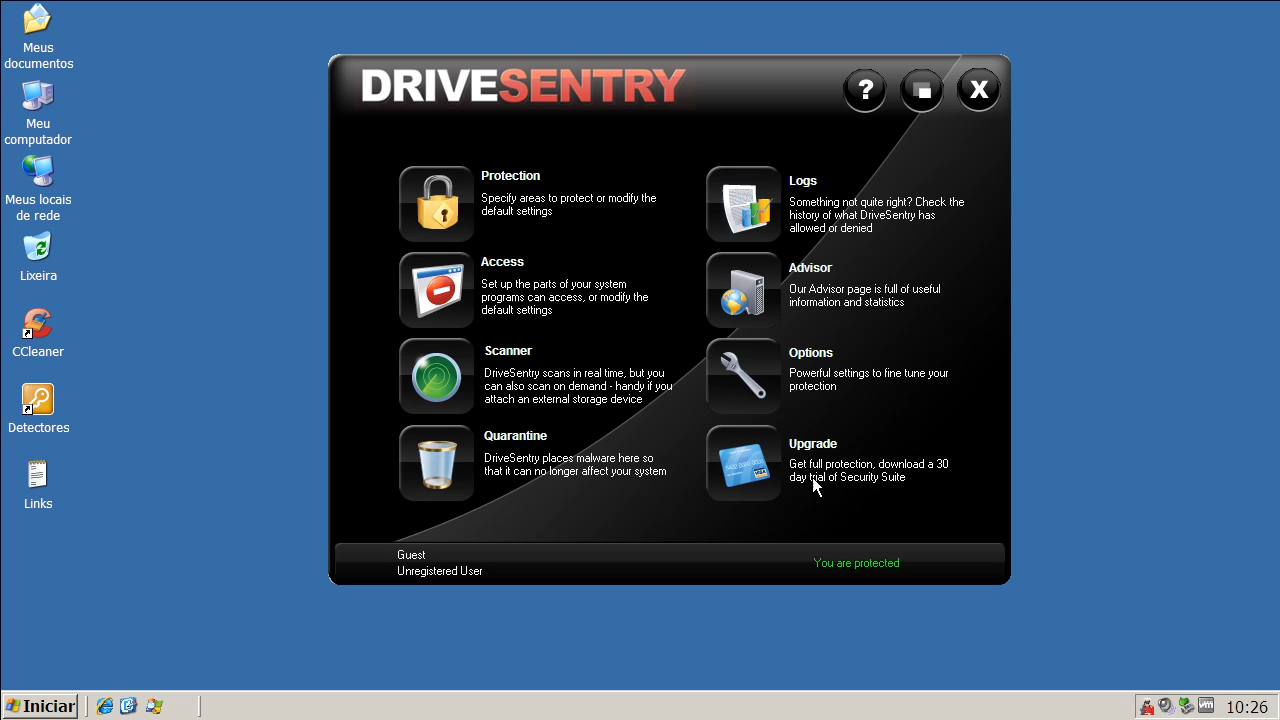 Meus
documentos
Meu
computador
Meus locais
de rede
Lixeira
CCleaner
Detectores
Links
DRIVESENTRY
?
X
Protection
Specify areas to protect or modify the
default settings
Access
Set up the parts of your system
programs can access, or modify the
default settings
Scanner
DriveSentry scans in real time, but you
can also scan on demand - handy if you
attach an external storage device
Quarantine
DriveSentry places malware here so
that it can no longer affect your system
Logs
Something not quite right? Check the
history of what DriveSentry has
allowed or denied
Advisor
Our Advisor page is full of useful
information and statistics
Options
Powerful settings to fine tune your
protection
Upgrade
Get full protection, download a 30
day trial of Security Suite
Guest
Unregistered User
You are protected
Iniciar
vm
10:26